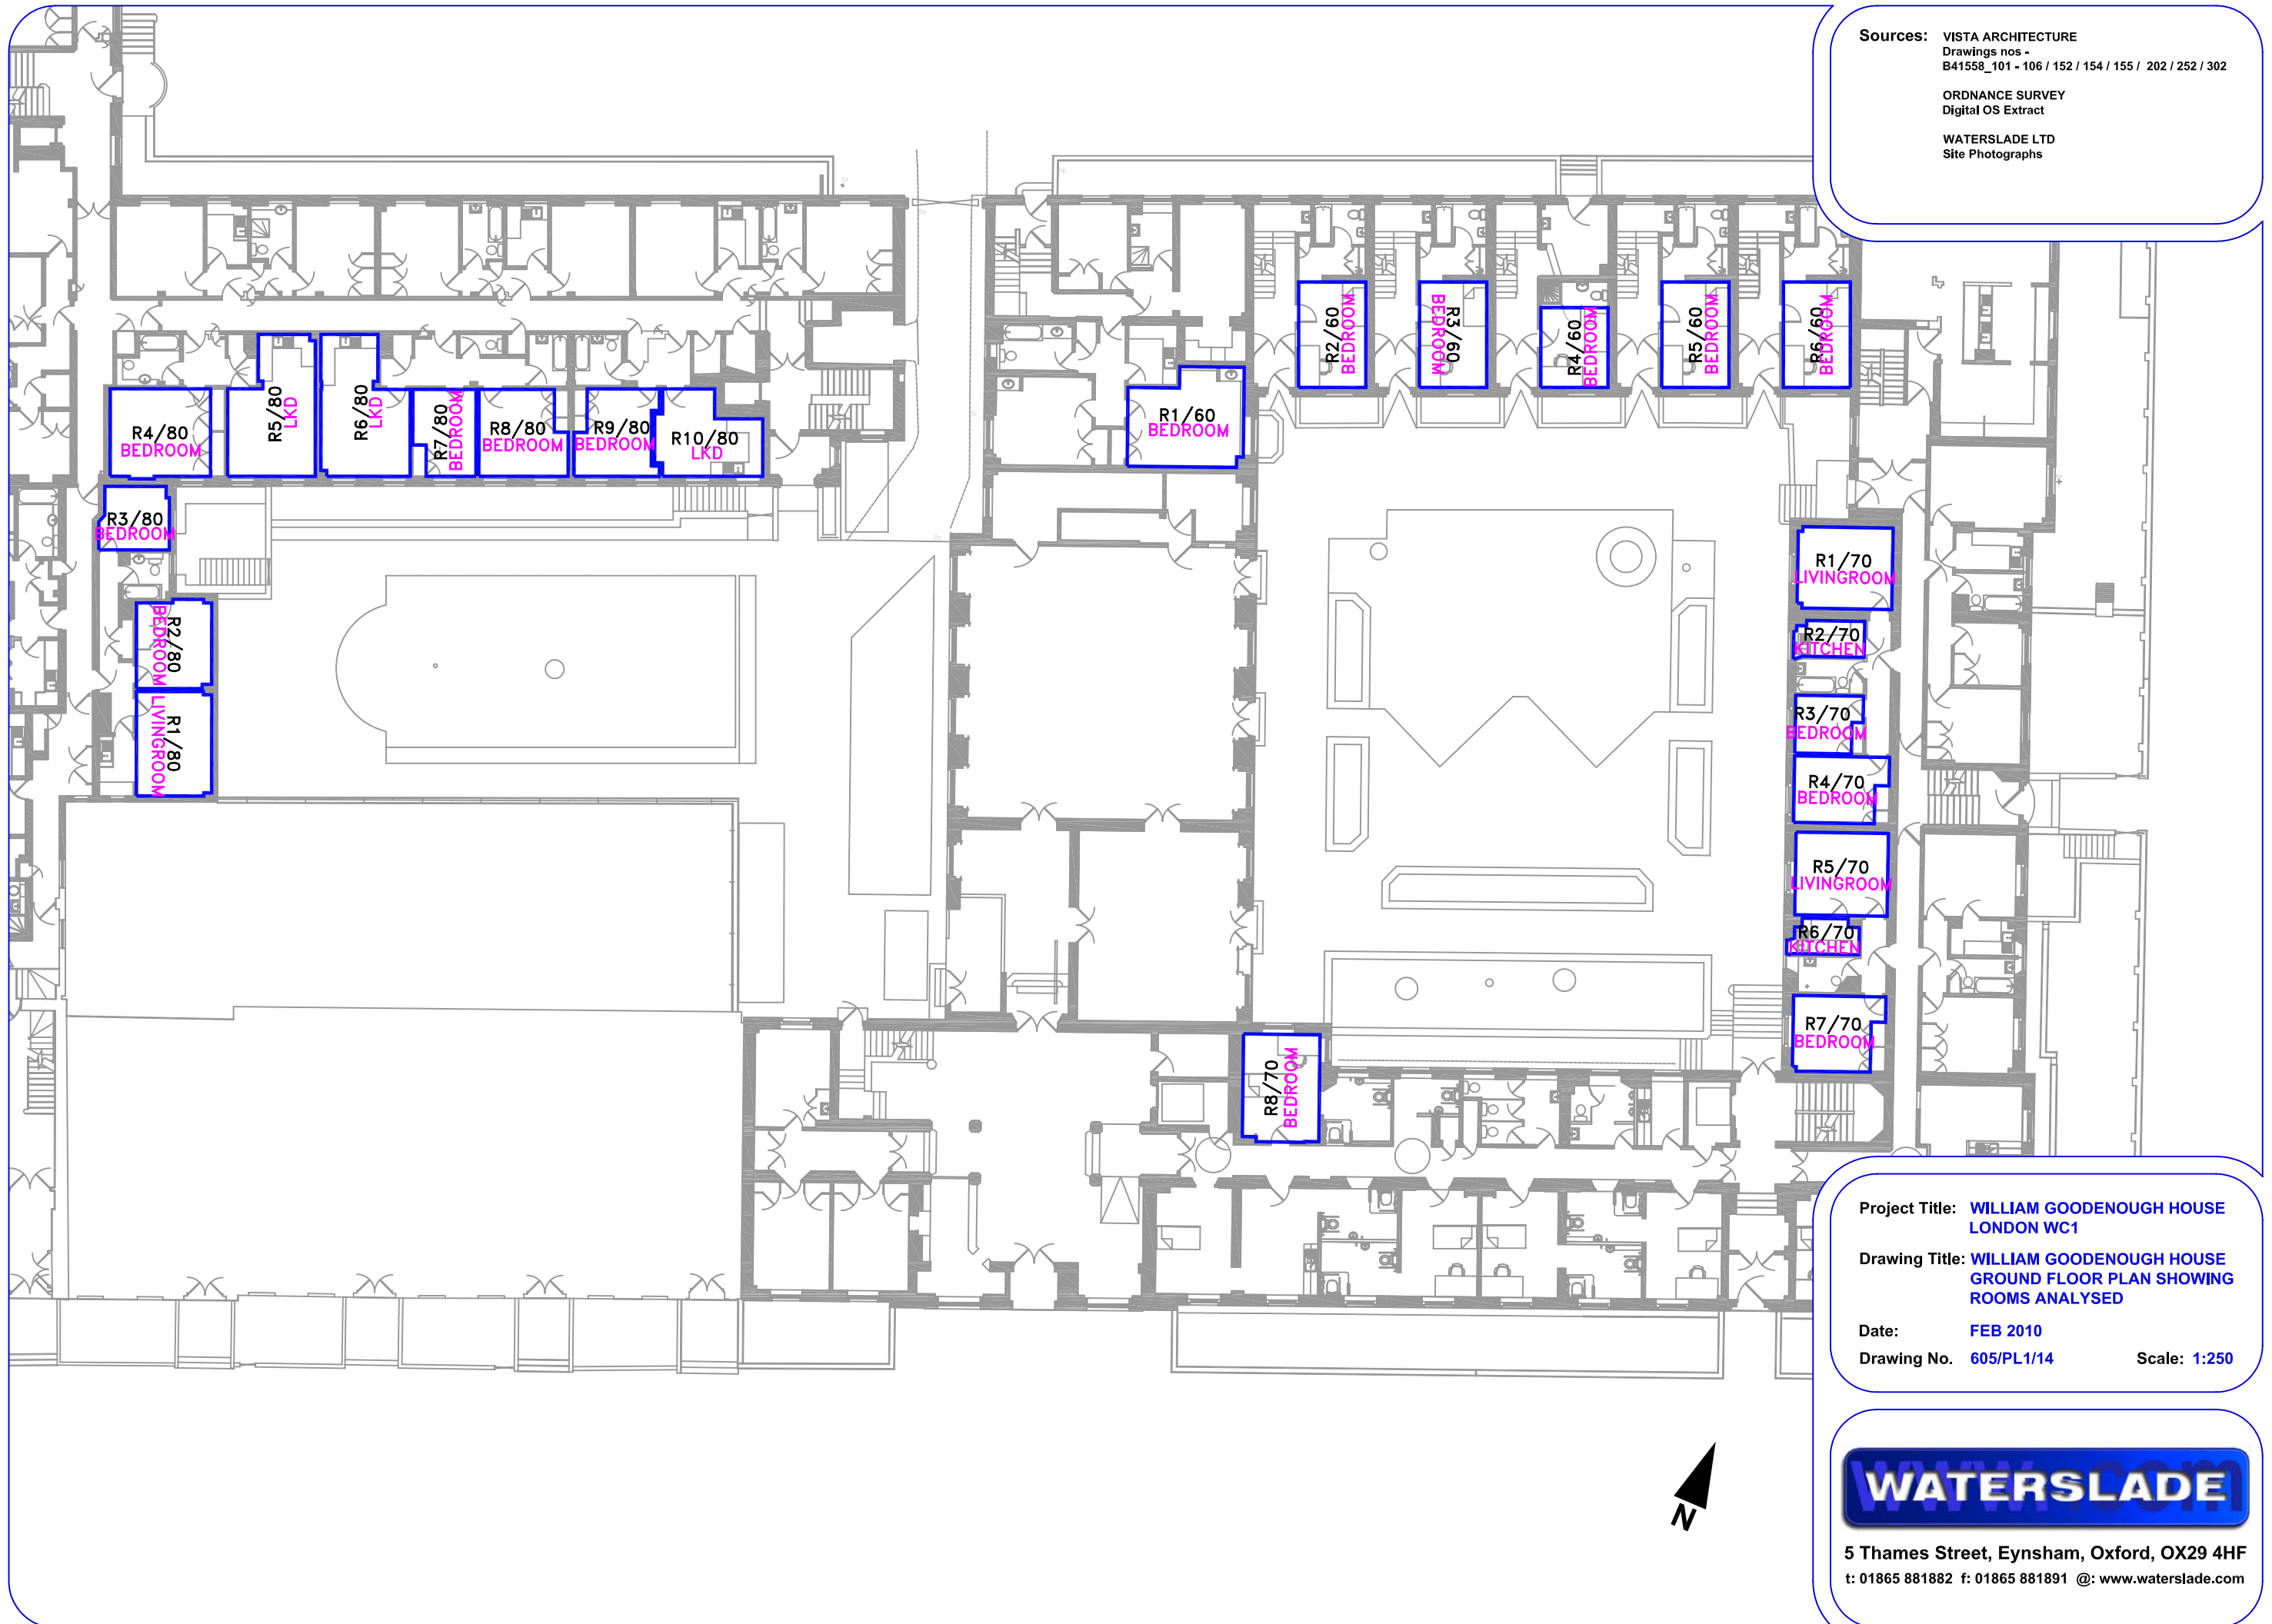 Sources: VISTA ARCHITECTURE
Drawings nos -
B41558_101 - 106 / 152 / 154 / 155 / 202 / 252 / 302
ORDNANCE SURVEY
Digital OS Extract
WATERSLADE LTD
Site Photographs
R2/60
BEDROOM
R3/60
BEDROOM
R4/60
BEDROOM
R5/60
BEDROOM
R6/60
BEDROOM
R1/60
BEDROOM
R4/80
BEDROOM
R5/80
LKD
R6/80
LKD
R7/80
BEDROOM
R8/80
BEDROOM
R9/80
BEDROOM
R10/80
LKD
R3/80
BEDROOM
R2/80
BEDROOM
R1/80
LIVINGROOM
R1/70
LIVINGROOM
R2/70
KITCHEN
R3/70
BEDROOM
R4/70
BEDROOM
R5/70
LIVINGROOM
R6/70
KITCHEN
R7/70
BEDROOM
R8/70
BEDROOM
N
Project Title: WILLIAM GOODENOUGH HOUSE
LONDON WC1
Drawing Title: WILLIAM GOODENOUGH HOUSE
GROUND FLOOR PLAN SHOWING
ROOMS ANALYSED
Date: FEB 2010
Drawing No. 605/PL1/14 Scale: 1:250
WATERSLADE
5 Thames Street, Eynsham, Oxford, OX29 4HF
t: 01865 881882 f: 01865 881891 @: www.waterslade.com